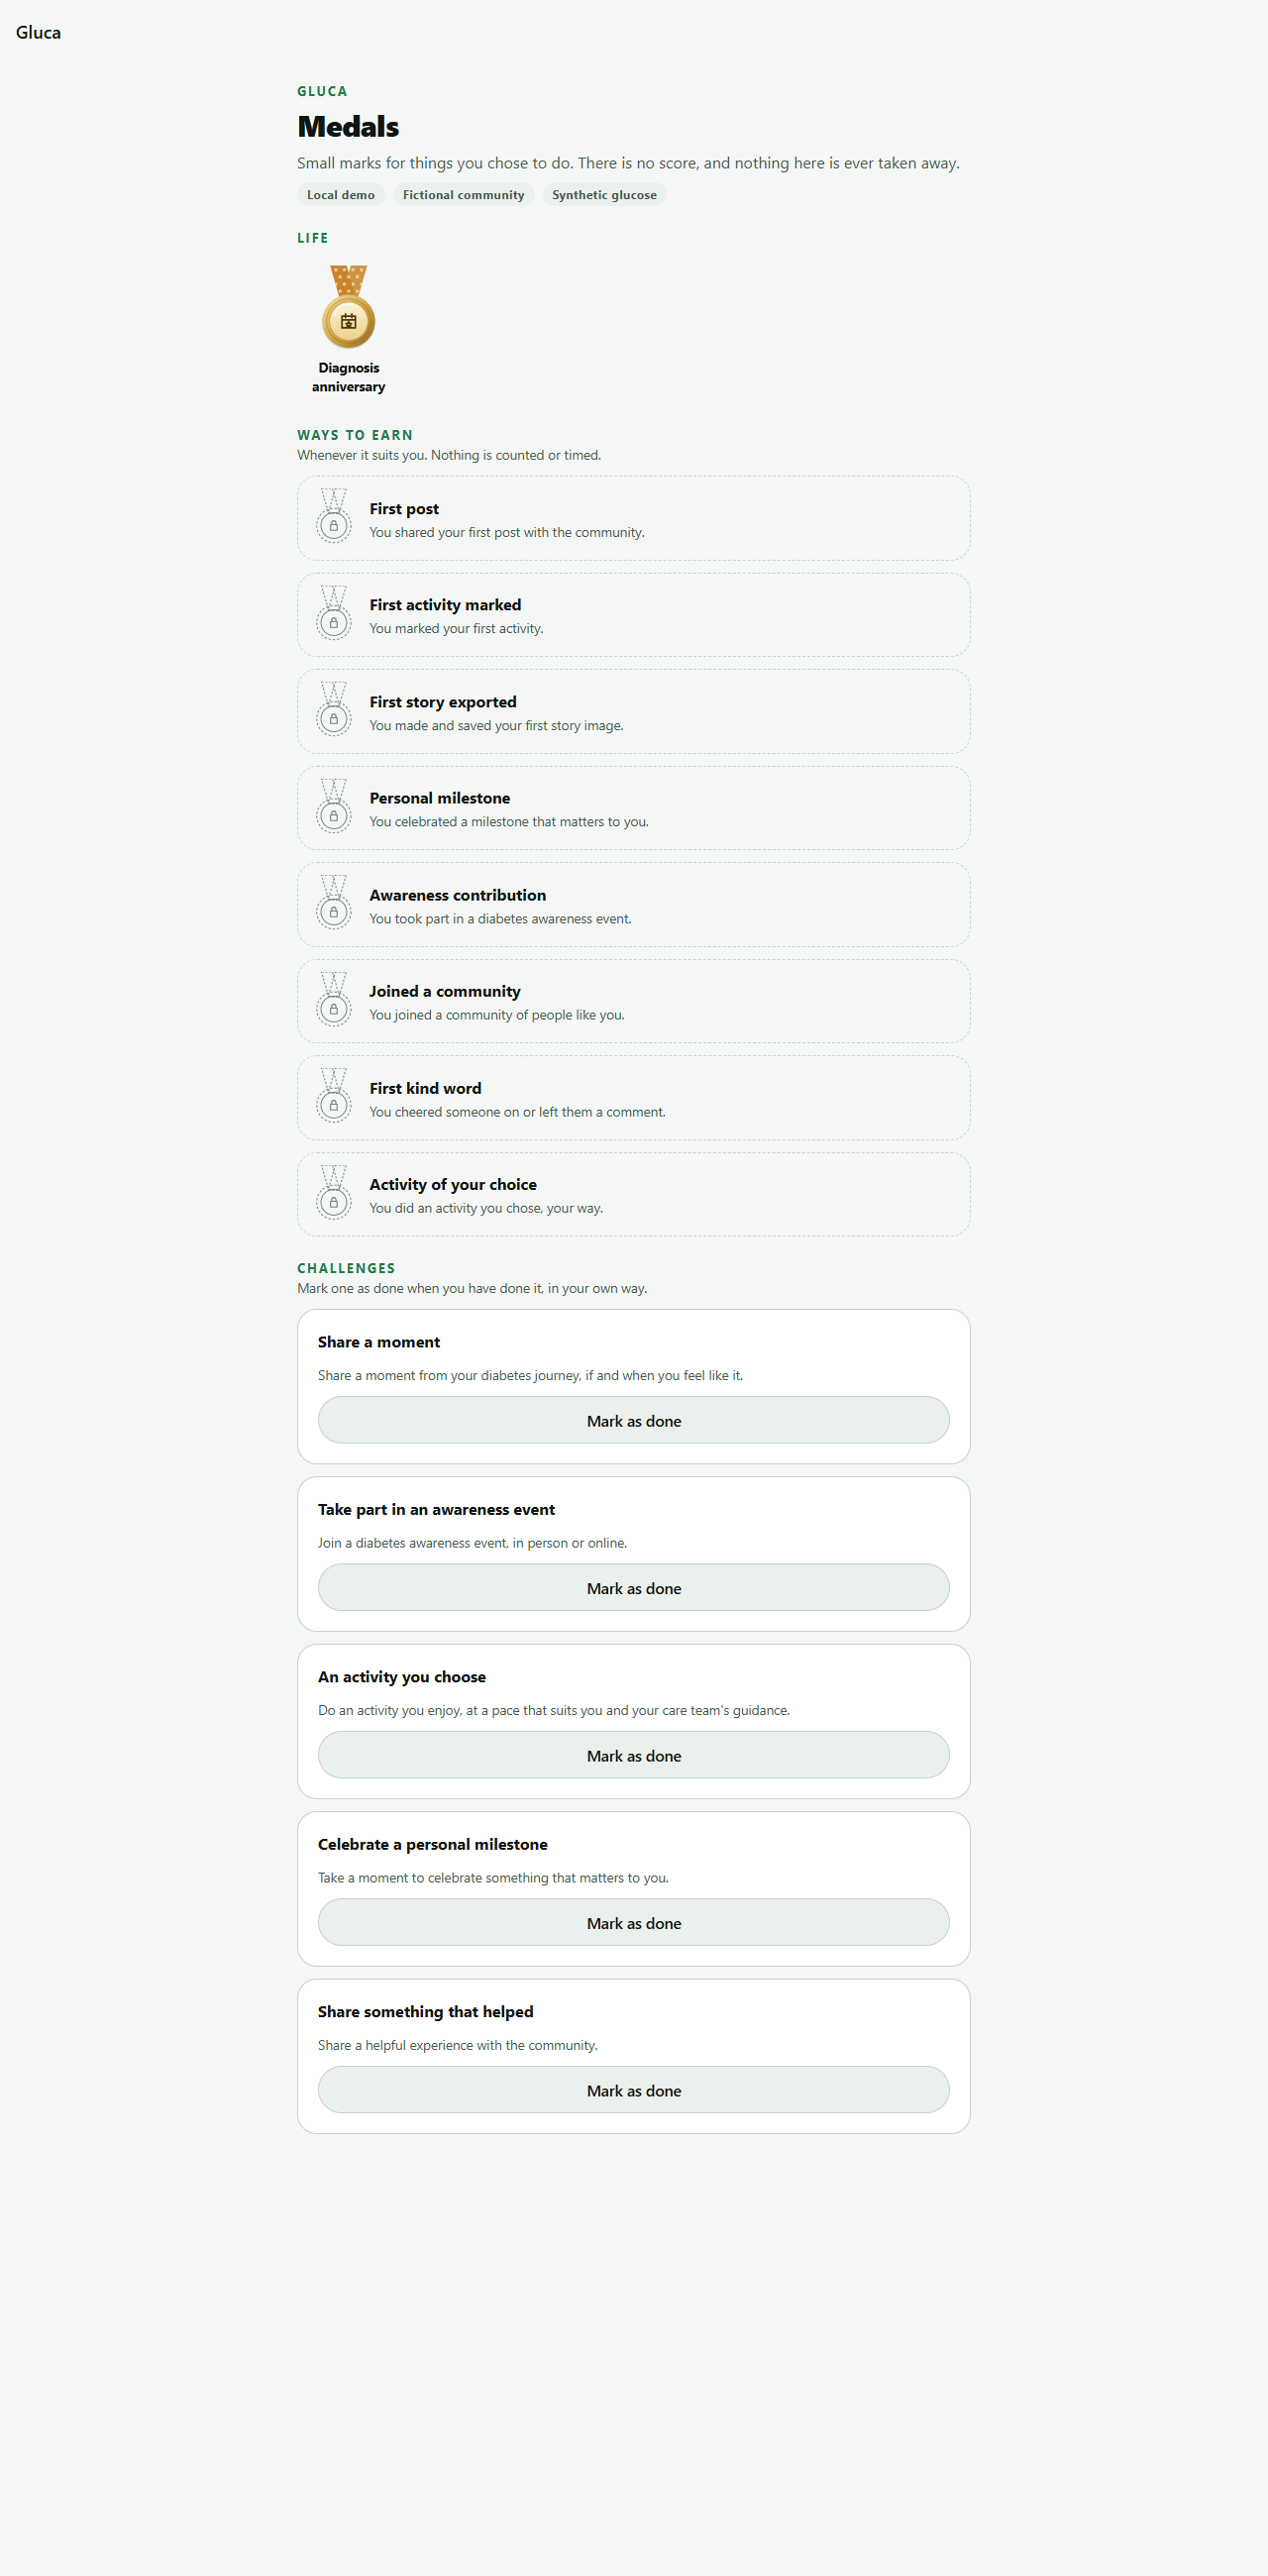 Gluca
GLUCA
Medals
Small marks for things you chose to do. There is no score, and nothing here is ever taken away.
Local demo
Fictional community
Synthetic glucose
LIFE
Diagnosis
anniversary
WAYS TO EARN
Whenever it suits you. Nothing is counted or timed.
First post
You shared your first post with the community.
First activity marked
You marked your first activity.
First story exported
You made and saved your first story image.
Personal milestone
You celebrated a milestone that matters to you.
Awareness contribution
You took part in a diabetes awareness event.
Joined a community
You joined a community of people like you.
First kind word
You cheered someone on or left them a comment.
Activity of your choice
You did an activity you chose, your way.
CHALLENGES
Mark one as done when you have done it, in your own way.
Share a moment
Share a moment from your diabetes journey, if and when you feel like it.
Mark as done
Take part in an awareness event
Join a diabetes awareness event, in person or online.
Mark as done
An activity you choose
Do an activity you enjoy, at a pace that suits you and your care team's guidance.
Mark as done
Celebrate a personal milestone
Take a moment to celebrate something that matters to you.
Mark as done
Share something that helped
Share a helpful experience with the community.
Mark as done